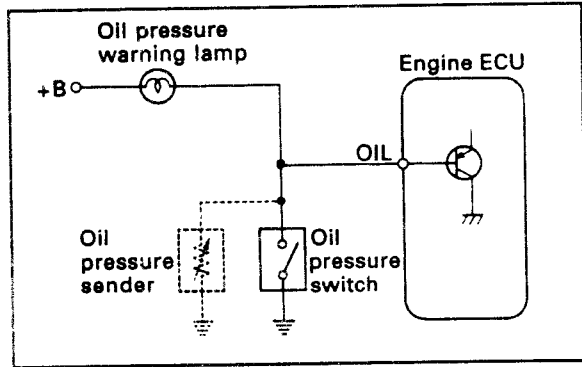 Oil pressure
warning lamp
Engine ECU
+B
OIL
Oil
pressure
sender
Oil
pressure
switch